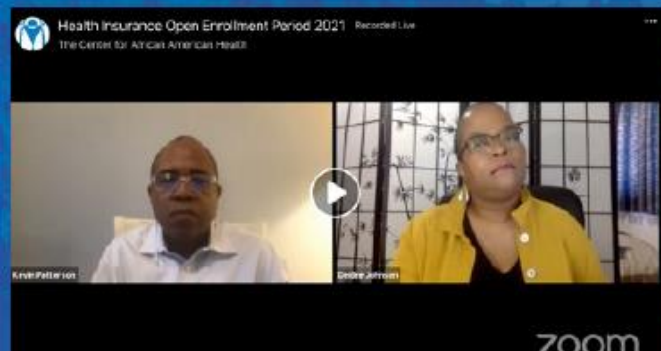 Health Insurance Open Enrollment Period 2021 Recorded Live
The Center for African American Health
Kevin Patterson
Deidre Johnson
zoom